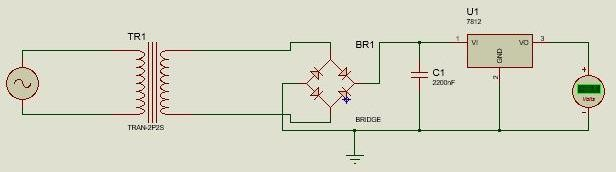 TR1
TRAN-2P2S
BR1
BRIDGE
C1
2200nF
U1
7812
1
VI
VO
3
GND
2
+
Volts
-